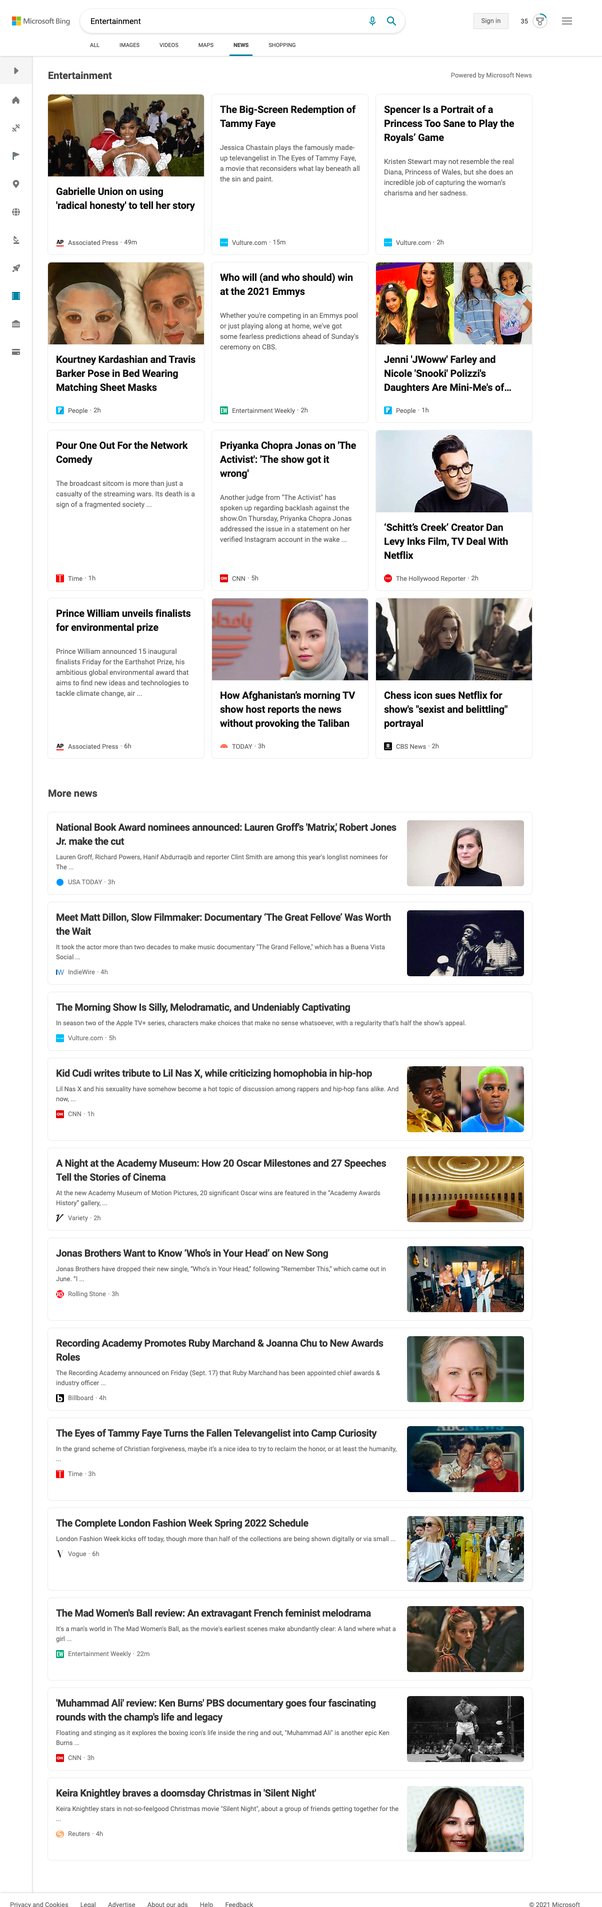 Microsoft Bing
Entertainment
Sign in
35
ALL IMAGES VIDEOS MAPS NEWS SHOPPING
Entertainment
Powered by Microsoft News
Gabrielle Union on using
'radical honesty' to tell her story
AP Associated Press · 49m
The Big-Screen Redemption of
Tammy Faye
Jessica Chastain plays the famously made-
up televangelist in The Eyes of Tammy Faye,
a movie that reconsiders what lay beneath all
the sin and paint.
Vulture.com · 15m
Spencer Is a Portrait of a
Princess Too Sane to Play the
Royals' Game
Kristen Stewart may not resemble the real
Diana, Princess of Wales, but she does an
incredible job of capturing the woman's
charisma and her sadness.
Vulture.com · 2h
Kourtney Kardashian and Travis
Barker Pose in Bed Wearing
Matching Sheet Masks
People · 2h
Who will (and who should) win
at the 2021 Emmys
Whether you're competing in an Emmys pool
or just playing along at home, we've got
some fearless predictions ahead of Sunday's
ceremony on CBS.
Entertainment Weekly · 2h
Jenni 'JWoww' Farley and
Nicole 'Snooki' Polizzi's
Daughters Are Mini-Me's of...
People · 1h
Pour One Out For the Network
Comedy
The broadcast sitcom is more than just a
casualty of the streaming wars. Its death is a
sign of a fragmented society ...
Time · 1h
Priyanka Chopra Jonas on 'The
Activist': 'The show got it
wrong'
Another judge from "The Activist" has
spoken up regarding backlash against the
show.On Thursday, Priyanka Chopra Jonas
addressed the issue in a statement on her
verified Instagram account in the wake ...
CNN · 5h
'Schitt's Creek' Creator Dan
Levy Inks Film, TV Deal With
Netflix
The Hollywood Reporter · 2h
Prince William unveils finalists
for environmental prize
Prince William announced 15 inaugural
finalists Friday for the Earthshot Prize, his
ambitious global environmental award that
aims to find new ideas and technologies to
tackle climate change, air ...
AP Associated Press · 6h
How Afghanistan's morning TV
show host reports the news
without provoking the Taliban
TODAY · 3h
Chess icon sues Netflix for
show's "sexist and belittling"
portrayal
CBS News · 2h
More news
National Book Award nominees announced: Lauren Groff's 'Matrix,' Robert Jones
Jr. make the cut
Lauren Groff, Richard Powers, Hanif Abdurraqib and reporter Clint Smith are among this year's longlist nominees for
The ...
USA TODAY · 3h
Meet Matt Dillon, Slow Filmmaker: Documentary 'The Great Fellove' Was Worth
the Wait
It took the actor more than two decades to make music documentary "The Grand Fellove," which has a Buena Vista
Social ...
IW IndieWire · 4h
The Morning Show Is Silly, Melodramatic, and Undeniably Captivating
In season two of the Apple TV+ series, characters make choices that make no sense whatsoever, with a regularity that's half the show's appeal.
Vulture.com · 5h
Kid Cudi writes tribute to Lil Nas X, while criticizing homophobia in hip-hop
Lil Nas X and his sexuality have somehow become a hot topic of discussion among rappers and hip-hop fans alike. And
now, ...
CNN · 1h
A Night at the Academy Museum: How 20 Oscar Milestones and 27 Speeches
Tell the Stories of Cinema
At the new Academy Museum of Motion Pictures, 20 significant Oscar wins are featured in the "Academy Awards
History" gallery, ...
Variety · 2h
Jonas Brothers Want to Know 'Who's in Your Head' on New Song
Jonas Brothers have dropped their new single, "Who's in Your Head," following "Remember This," which came out in
June. "I ...
Rolling Stone · 3h
Recording Academy Promotes Ruby Marchand & Joanna Chu to New Awards
Roles
The Recording Academy announced on Friday (Sept. 17) that Ruby Marchand has been appointed chief awards &
industry officer ...
Billboard · 4h
The Eyes of Tammy Faye Turns the Fallen Televangelist into Camp Curiosity
In the grand scheme of Christian forgiveness, maybe it's a nice idea to try to reclaim the honor, or at least the humanity,
...
Time · 3h
The Complete London Fashion Week Spring 2022 Schedule
London Fashion Week kicks off today, though more than half of the collections are being shown digitally or via small ...
Vogue · 6h
The Mad Women's Ball review: An extravagant French feminist melodrama
It's a man's world in The Mad Women's Ball, as the movie's earliest scenes make abundantly clear: A land where what a
girl ...
Entertainment Weekly · 22m
'Muhammad Ali' review: Ken Burns' PBS documentary goes four fascinating
rounds with the champ's life and legacy
Floating and stinging as it explores the boxing icon's life inside the ring and out, "Muhammad Ali" is another epic Ken
Burns ...
CNN · 3h
Keira Knightley braves a doomsday Christmas in 'Silent Night'
Keira Knightley stars in not-so-feelgood Christmas movie "Silent Night", about a group of friends getting together for the
...
Reuters · 4h
Privacy and Cookies Legal Advertise About our ads Help Feedback © 2021 Microsoft